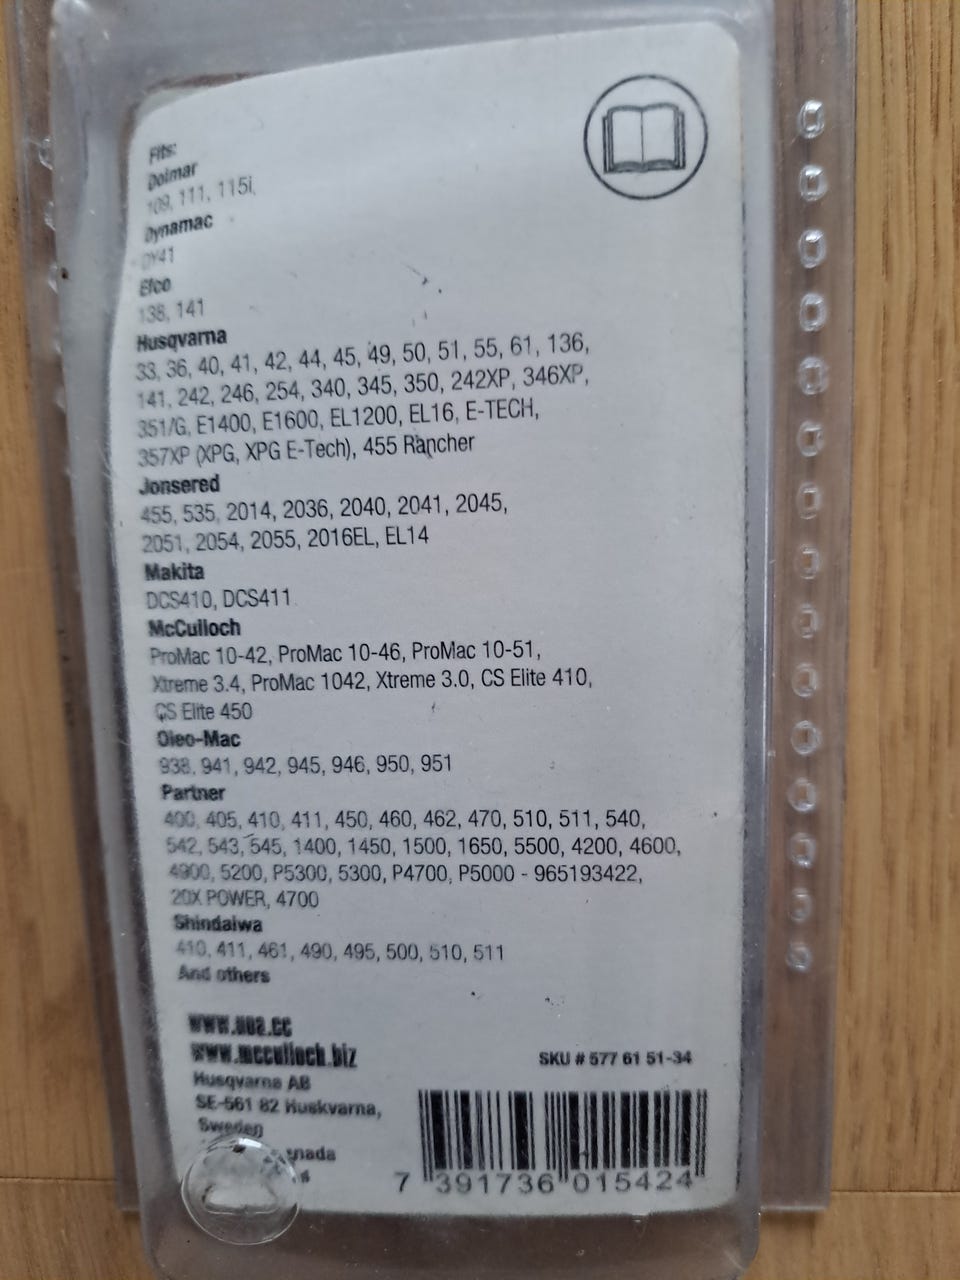 Fits:
Dolmar
109, 111, 115i,
Dynamac
DY41
Efco
138, 141
Husqvarna
33, 36, 40, 41, 42, 44, 45, 49, 50, 51, 55, 61, 136,
141, 242, 246, 254, 340, 345, 350, 242XP, 346XP,
351/G, E1400, E1600, EL1200, EL16, E-TECH,
357XP (XPG, XPG E-Tech), 455 Rancher
Jonsered
455, 535, 2014, 2036, 2040, 2041, 2045,
2051, 2054, 2055, 2016EL, EL14
Makita
DCS410, DCS411
McCulloch
ProMac 10-42, ProMac 10-46, ProMac 10-51,
Xtreme 3.4, ProMac 1042, Xtreme 3.0, CS Elite 410,
CS Elite 450
Oleo-Mac
938, 941, 942, 945, 946, 950, 951
Partner
400, 405, 410, 411, 450, 460, 462, 470, 510, 511, 540,
542, 543, 545, 1400, 1450, 1500, 1650, 5500, 4200, 4600,
4900, 5200, P5300, 5300, P4700, P5000 - 965193422,
20X POWER, 4700
Shindaiwa
410, 411, 461, 490, 495, 500, 510, 511
And others
www.mcculloch.biz
SKU # 577 61 51-34
Husqvarna AB
SE-561 82 Huskvarna,
Sweden
7 391736 015424